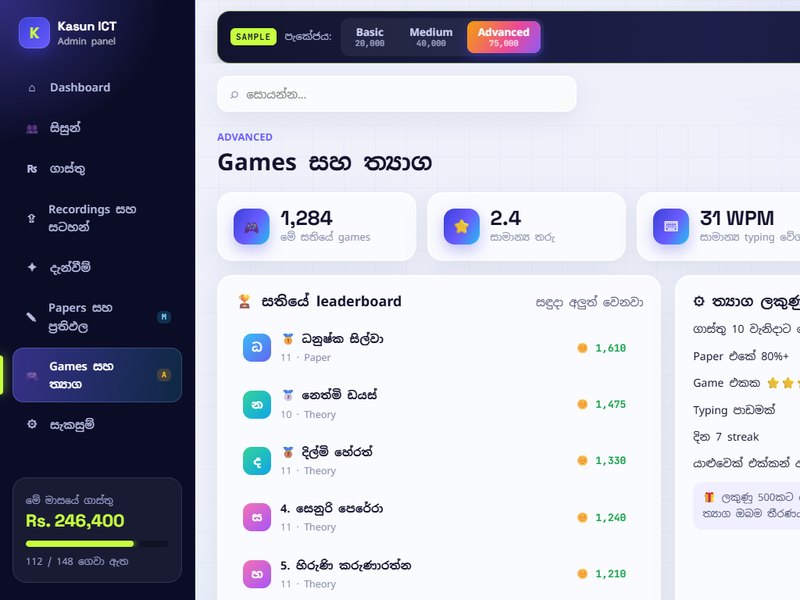 K
Kasun ICT
Admin panel
Dashboard
සිසුන්
Rs ගාස්තු
Recordings සහ
සටහන්
දැන්වීම්
Papers සහ
ප්‍රතිඵල
M
Games සහ
ත්‍යාග
A
සැකසුම්
මේ මාසයේ ගාස්තු
Rs. 246,400
112 / 148 ගෙවා ඇත
SAMPLE
පැකේජය:
Basic
20,000
Medium
40,000
Advanced
75,000
සොයන්න...
ADVANCED
Games සහ ත්‍යාග
1,284
මේ සතියේ games
2.4
සාමාන්‍ය තරු
31 WPM
සාමාන්‍ය typing
සතියේ leaderboard
සඳුදා අලුත් වෙනවා
ධ
ධනුෂ්ක සිල්වා
11 · Paper
1,610
න
නෙත්මි ඩයස්
10 · Theory
1,475
ද
දිල්මි හේරත්
11 · Theory
1,330
ස
4. සෙනුරි පෙරේරා
11 · Theory
1,240
හ
5. හිරුණි කරුණාරත්න
11 · Theory
1,210
ත්‍යාග
ගාස්තු 10 වැනිදාට
Paper එකේ 80%+
Game එකක
Typing පාඩමක්
දින 7 streak
යාළුවෙක් එක්කන්
ලකුණු 500කට
ත්‍යාග ඔබම